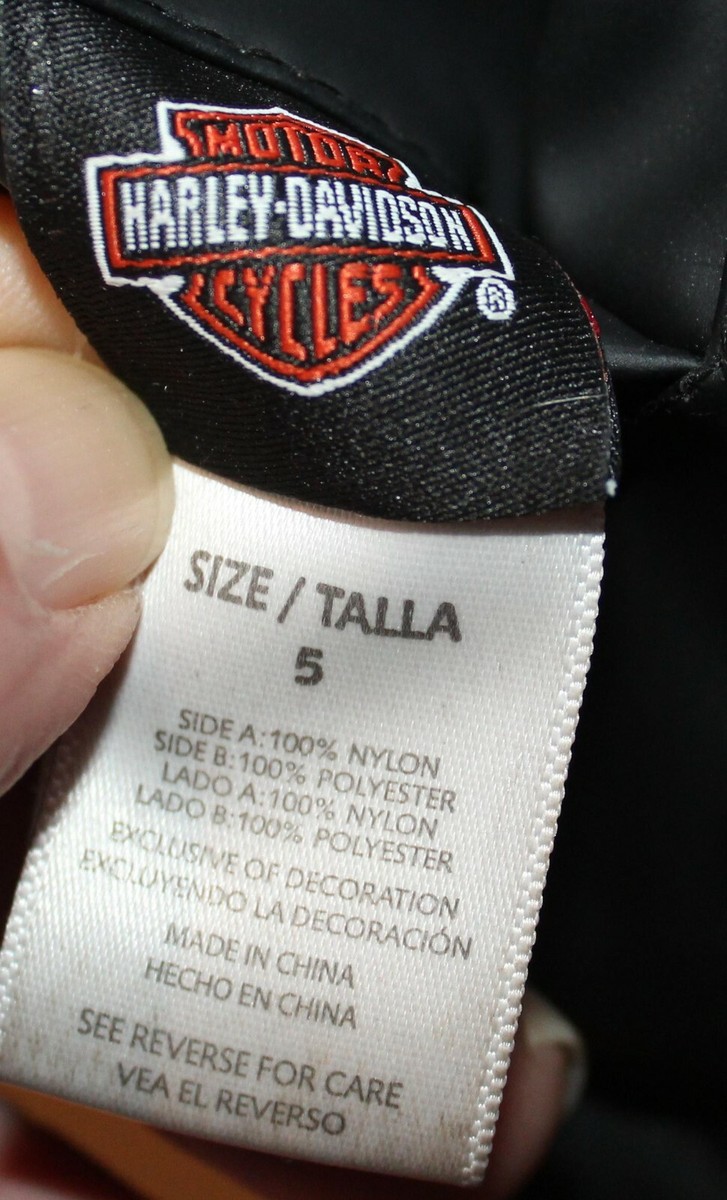 MOTOR
HARLEY-DAVIDSON
CYCLES
®
SIZE / TALLA
5
SIDE A:100% NYLON
SIDE B:100% POLYESTER
LADO A:100% NYLON
LADO B:100% POLYESTER
EXCLUSIVE OF DECORATION
EXCLUYENDO LA DECORACIÓN
MADE IN CHINA
HECHO EN CHINA
SEE REVERSE FOR CARE
VEA EL REVERSO